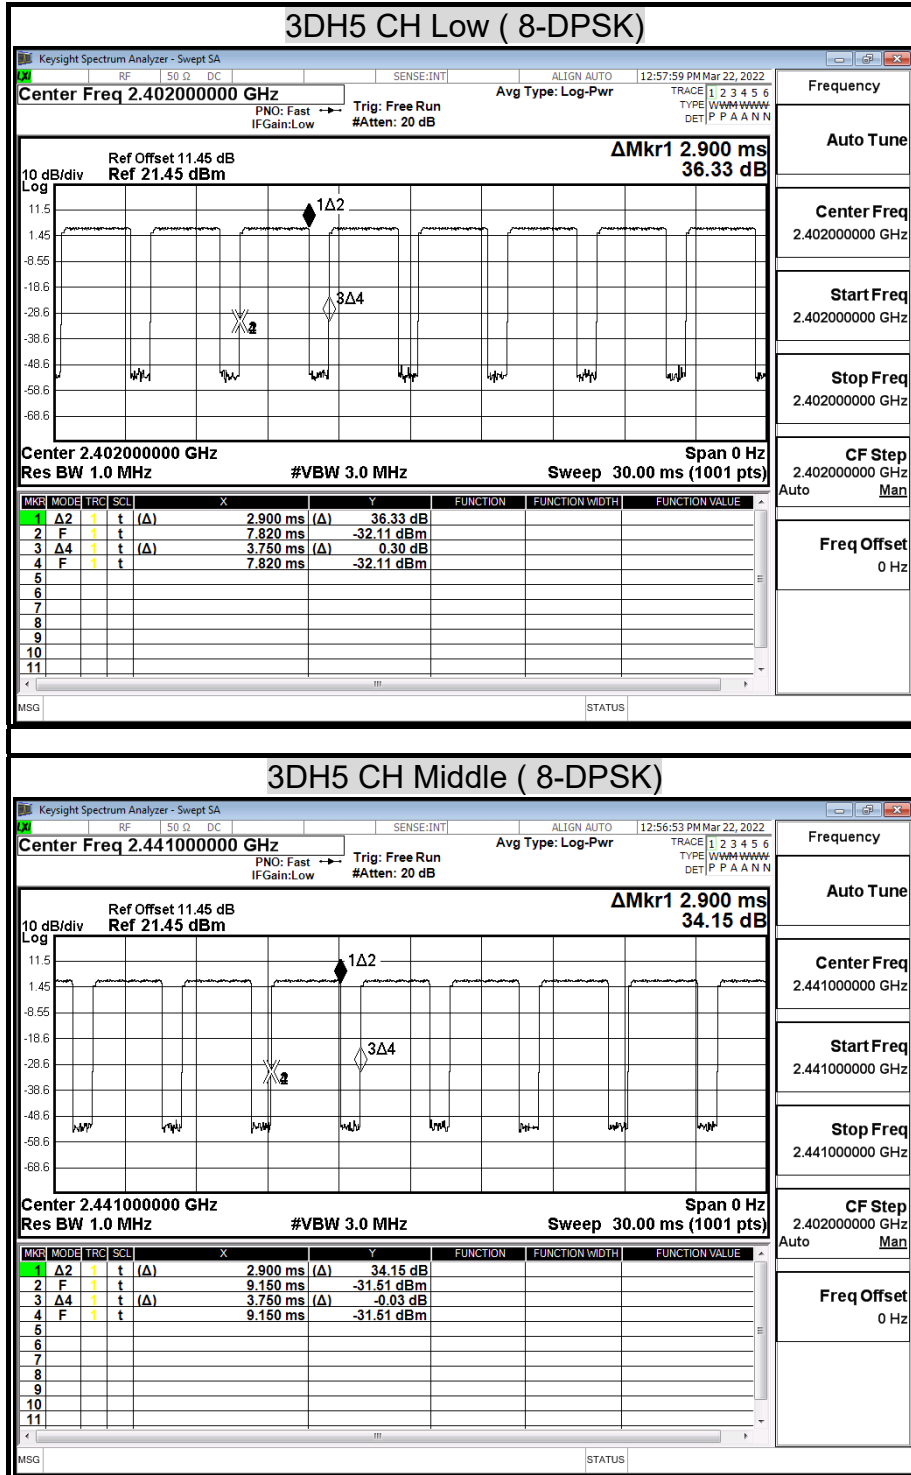 3DH5 CH Low ( 8-DPSK)
Keysight Spectrum Analyzer - Swept SA
LXI RF 50 Ω DC SENSE:INT ALIGN AUTO 12:57:59 PM Mar 22, 2022
Center Freq 2.402000000 GHz
PNO: Fast
IFGain:Low
Trig: Free Run
#Atten: 20 dB
Avg Type: Log-Pwr
TRACE 1 2 3 4 5 6
TYPE WWMWWWW
DET P P A A N N
Frequency
Auto Tune
Center Freq
2.402000000 GHz
Start Freq
2.402000000 GHz
Stop Freq
2.402000000 GHz
CF Step
2.402000000 GHz
Auto Man
Freq Offset
0 Hz
ΔMkr1 2.900 ms
36.33 dB
Ref Offset 11.45 dB
10 dB/div Ref 21.45 dBm
Log
11.5
1.45
-8.55
-18.6
-28.6
-38.6
-48.6
-58.6
-68.6
1Δ2
3Δ4
Center 2.402000000 GHz Span 0 Hz
Res BW 1.0 MHz #VBW 3.0 MHz Sweep 30.00 ms (1001 pts)
MKR MODE TRC SCL X Y FUNCTION FUNCTION WIDTH FUNCTION VALUE
1 Δ2 1 t (Δ) 2.900 ms (Δ) 36.33 dB
2 F 1 t 7.820 ms -32.11 dBm
3 Δ4 1 t (Δ) 3.750 ms (Δ) 0.30 dB
4 F 1 t 7.820 ms -32.11 dBm
5
6
7
8
9
10
11
MSG STATUS
3DH5 CH Middle ( 8-DPSK)
Keysight Spectrum Analyzer - Swept SA
LXI RF 50 Ω DC SENSE:INT ALIGN AUTO 12:56:53 PM Mar 22, 2022
Center Freq 2.441000000 GHz
PNO: Fast
IFGain:Low
Trig: Free Run
#Atten: 20 dB
Avg Type: Log-Pwr
TRACE 1 2 3 4 5 6
TYPE WWMWWWW
DET P P A A N N
Frequency
Auto Tune
Center Freq
2.441000000 GHz
Start Freq
2.441000000 GHz
Stop Freq
2.441000000 GHz
CF Step
2.402000000 GHz
Auto Man
Freq Offset
0 Hz
ΔMkr1 2.900 ms
34.15 dB
Ref Offset 11.45 dB
10 dB/div Ref 21.45 dBm
Log
11.5
1.45
-8.55
-18.6
-28.6
-38.6
-48.6
-58.6
-68.6
1Δ2
3Δ4
Center 2.441000000 GHz Span 0 Hz
Res BW 1.0 MHz #VBW 3.0 MHz Sweep 30.00 ms (1001 pts)
MKR MODE TRC SCL X Y FUNCTION FUNCTION WIDTH FUNCTION VALUE
1 Δ2 1 t (Δ) 2.900 ms (Δ) 34.15 dB
2 F 1 t 9.150 ms -31.51 dBm
3 Δ4 1 t (Δ) 3.750 ms (Δ) -0.03 dB
4 F 1 t 9.150 ms -31.51 dBm
5
6
7
8
9
10
11
MSG STATUS